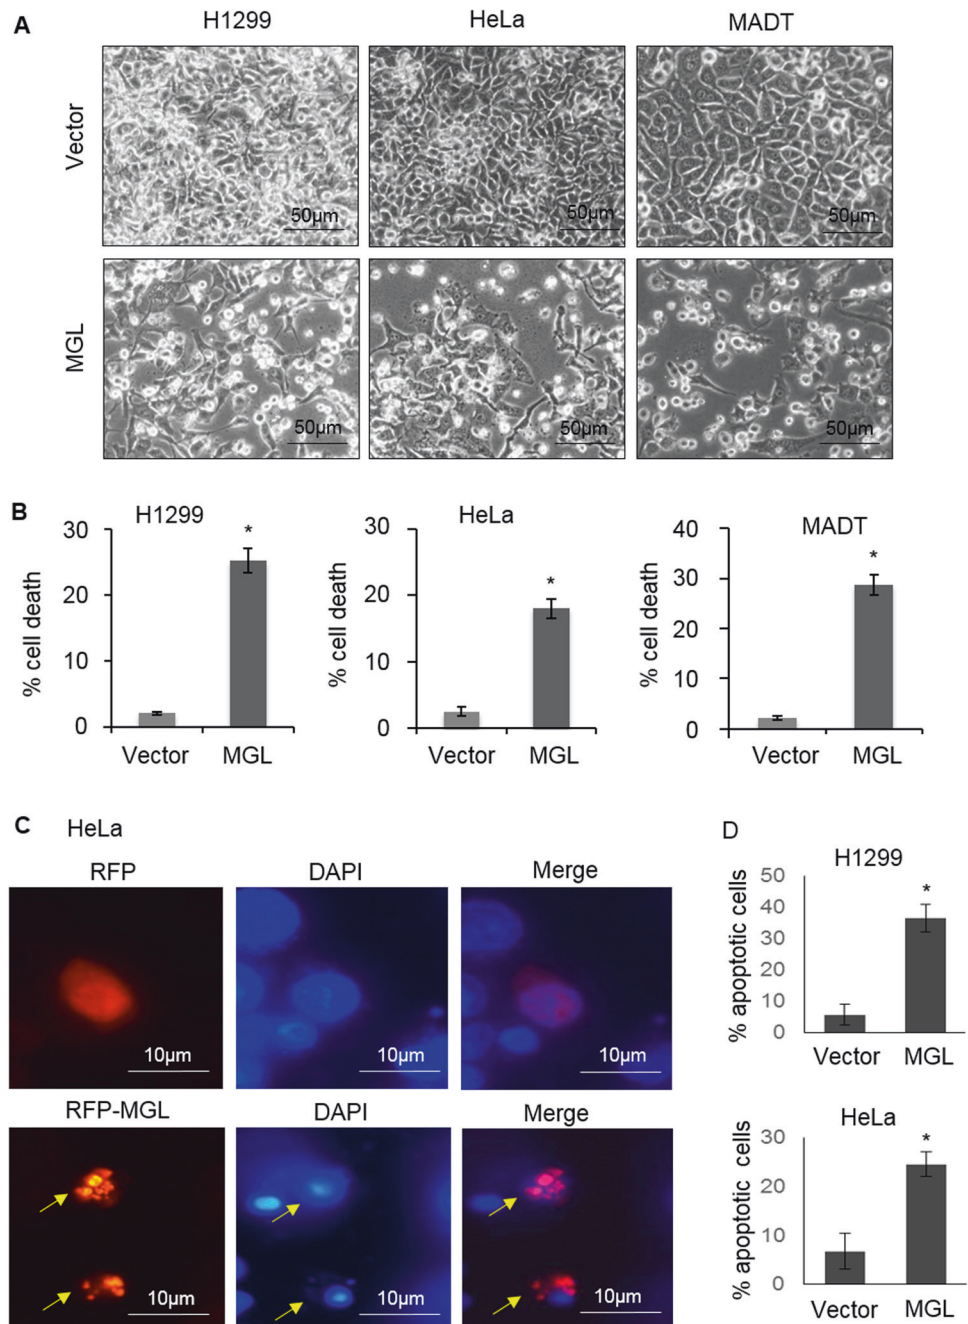 A
H1299
HeLa
MADT
Vector
50µm
50µm
50µm
MGL
50µm
50µm
50µm
B
H1299
% cell death
30
20
10
0
*
Vector MGL
HeLa
% cell death
30
20
10
0
*
Vector MGL
MADT
% cell death
40
30
20
10
0
*
Vector MGL
C
HeLa
RFP
DAPI
Merge
10µm
10µm
10µm
RFP-MGL
DAPI
Merge
10µm
10µm
10µm
D
H1299
% apoptotic cells
50
40
30
20
10
0
*
Vector MGL
HeLa
% apoptotic cells
30
20
10
0
*
Vector MGL